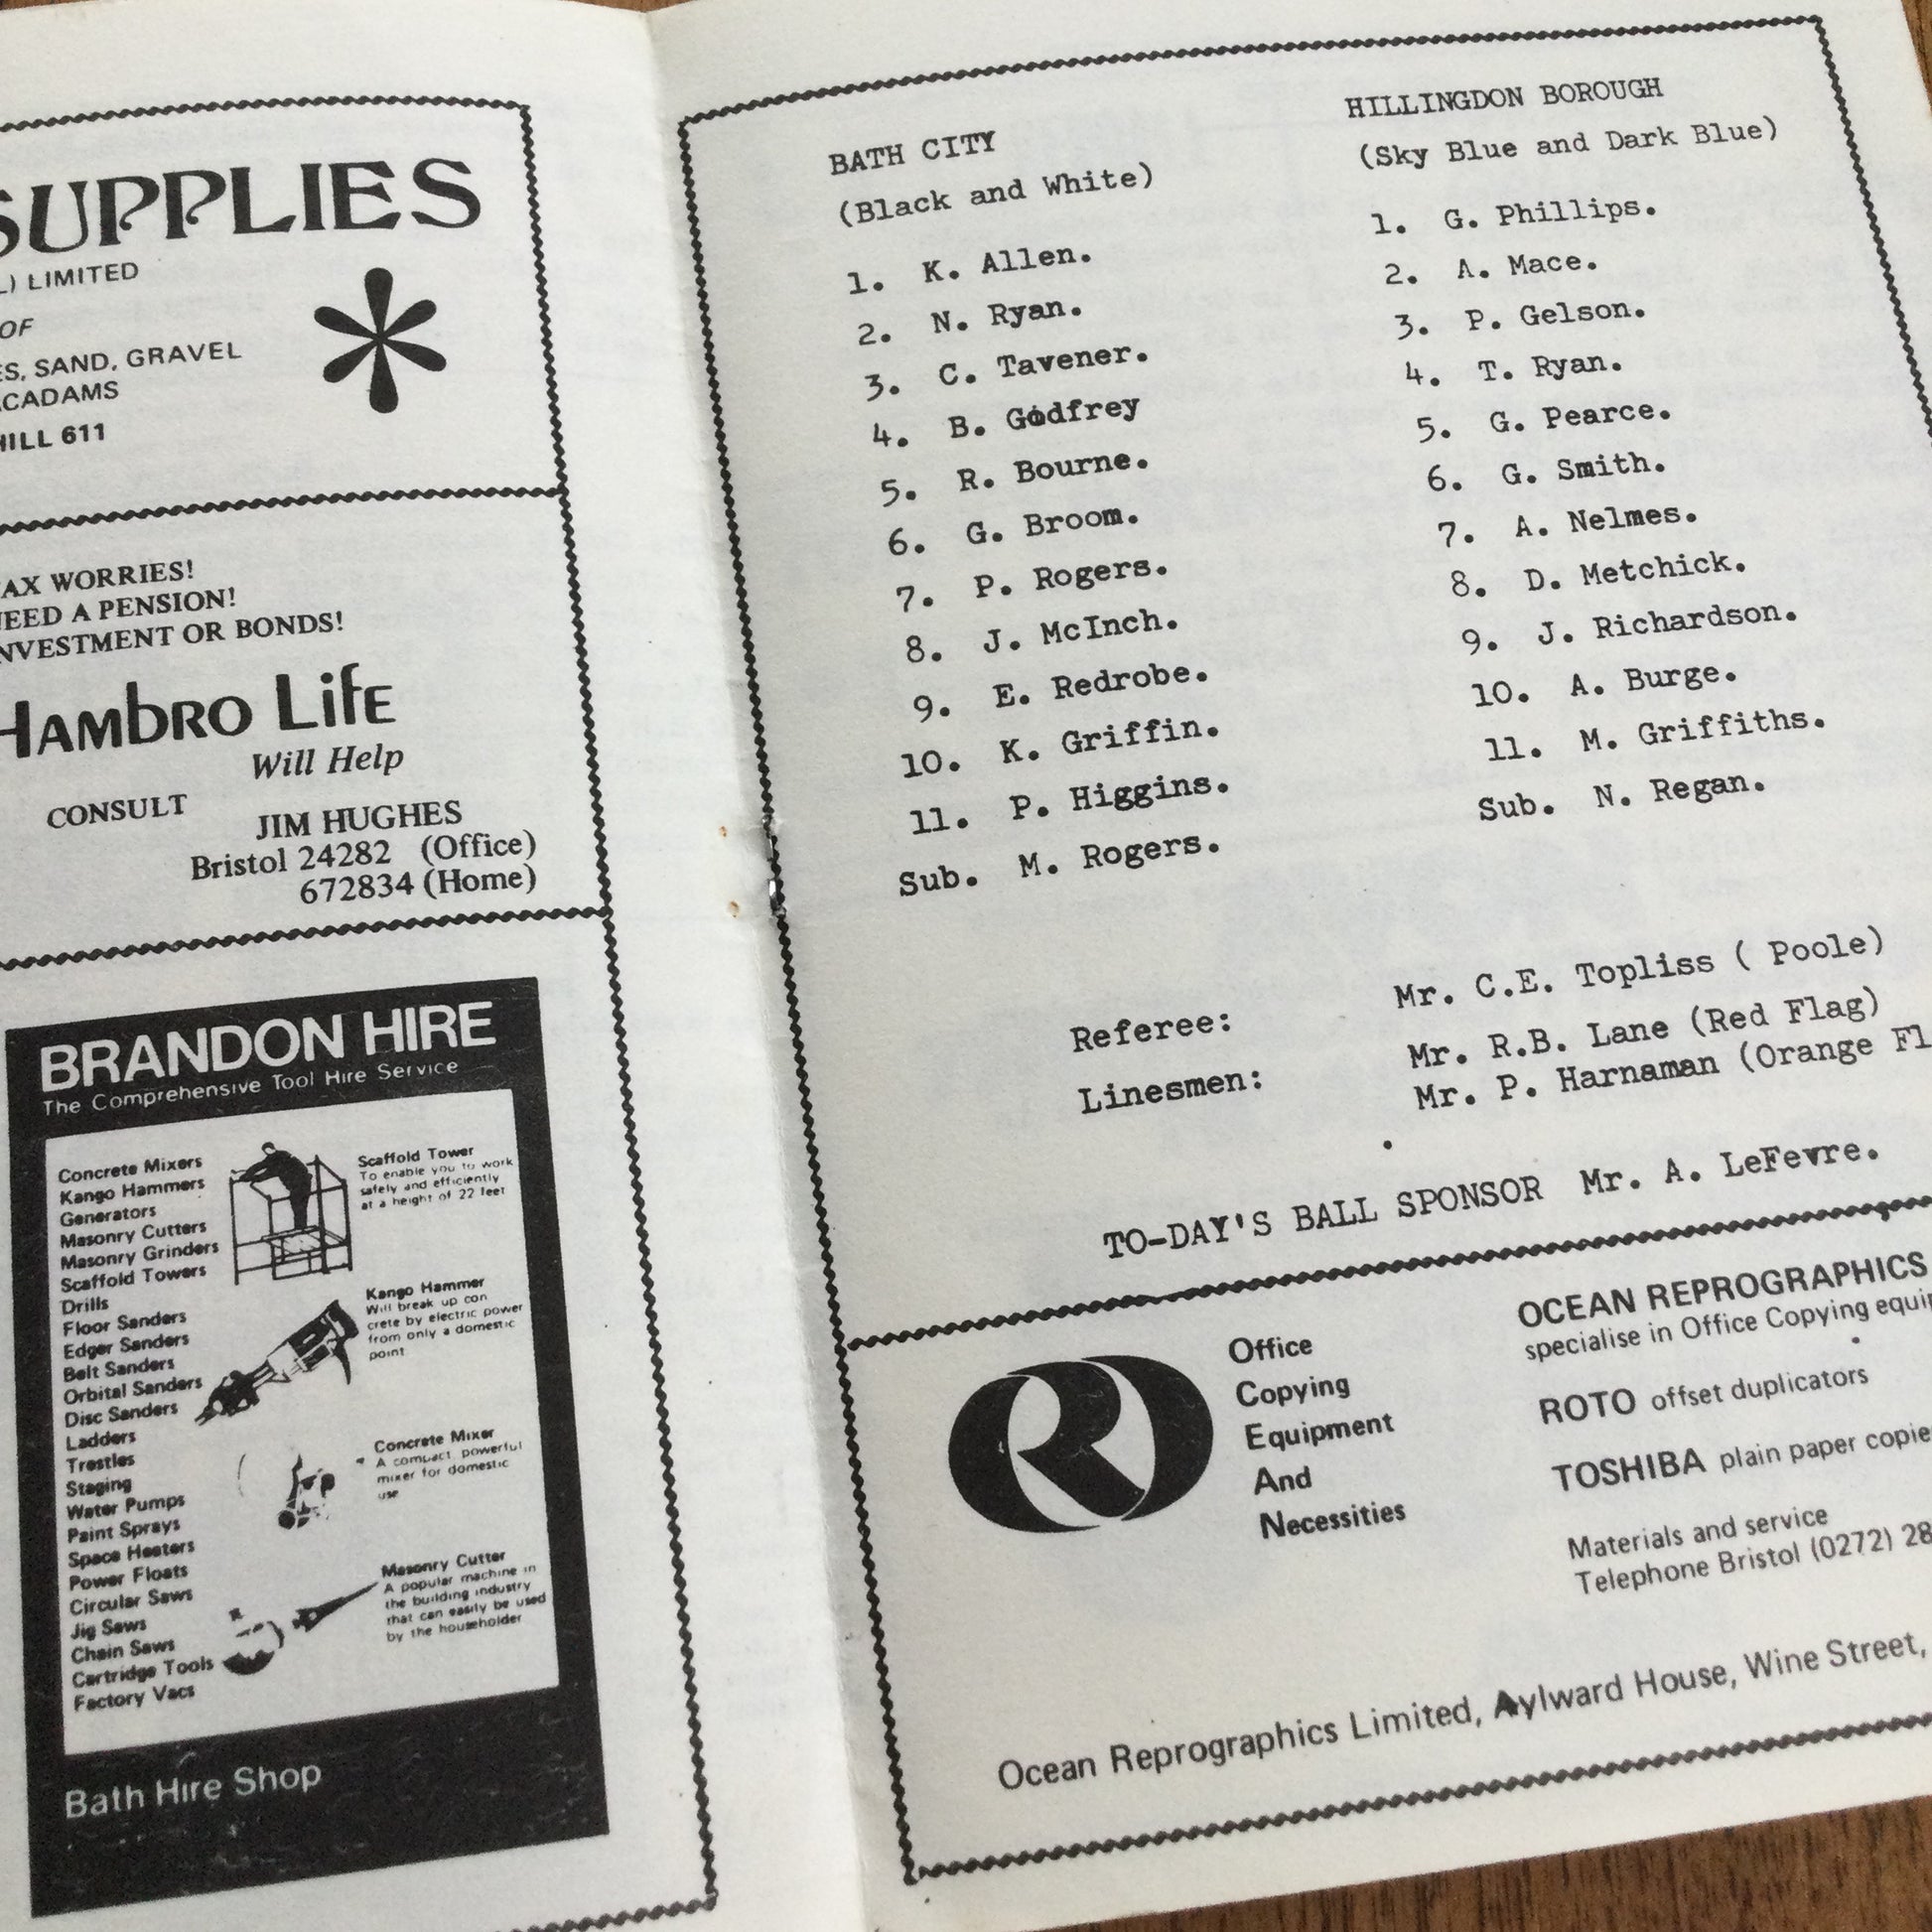 SUPPLIES
L) LIMITED
OF
ES, SAND, GRAVEL
ACADAMS
HILL 611
AX WORRIES!
NEED A PENSION!
NVESTMENT OR BONDS!
HAMBRO LIFE
Will Help
CONSULT
JIM HUGHES
Bristol 24282 (Office)
672834 (Home)
BRANDON HIRE
The Comprehensive Tool Hire Service
Concrete Mixers
Kango Hammers
Generators
Masonry Cutters
Masonry Grinders
Scaffold Towers
Drills
Floor Sanders
Edger Sanders
Belt Sanders
Orbital Sanders
Disc Sanders
Ladders
Trestles
Staging
Water Pumps
Paint Sprays
Space Heaters
Power Floats
Circular Saws
Jig Saws
Chain Saws
Cartridge Tools
Factory Vacs
Scaffold Tower
To enable you to work
safely and efficiently
at a height of 22 feet
Kango Hammer
Will break up con
crete by electric power
from only a domestic
point
Concrete Mixer
A compact powerful
mixer for domestic
use
Masonry Cutter
A popular machine in
the building industry
that can easily be used
by the householder
Bath Hire Shop
BATH CITY
(Black and White)
1. K. Allen.
2. N. Ryan.
3. C. Tavener.
4. B. Godfrey
5. R. Bourne.
6. G. Broom.
7. P. Rogers.
8. J. McInch.
9. E. Redrobe.
10. K. Griffin.
11. P. Higgins.
Sub. M. Rogers.
HILLINGDON BOROUGH
(Sky Blue and Dark Blue)
1. G. Phillips.
2. A. Mace.
3. P. Gelson.
4. T. Ryan.
5. G. Pearce.
6. G. Smith.
7. A. Nelmes.
8. D. Metchick.
9. J. Richardson.
10. A. Burge.
11. M. Griffiths.
Sub. N. Regan.
Referee: Mr. C.E. Topliss ( Poole)
Linesmen: Mr. R.B. Lane (Red Flag)
Mr. P. Harnaman (Orange Fl
TO-DAY'S BALL SPONSOR Mr. A. LeFevre.
Office
Copying
Equipment
And
Necessities
OCEAN REPROGRAPHICS
specialise in Office Copying equi
ROTO offset duplicators
TOSHIBA plain paper copie
Materials and service
Telephone Bristol (0272) 28
Ocean Reprographics Limited, Aylward House, Wine Street,